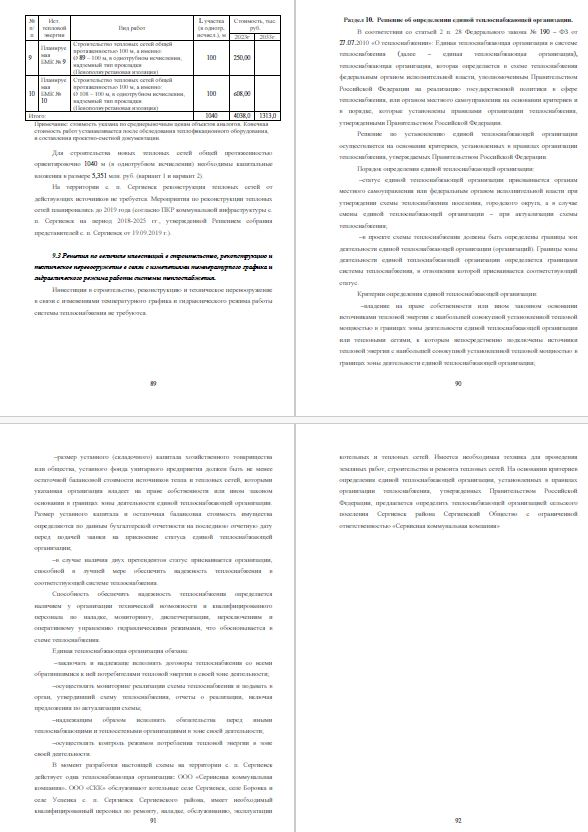 № п/п
Ист. тепловой энергии
Вид работ
L участка (в однотр. исчисл.), м
Стоимость, тыс. руб.
2023г
2033г
9
Планируемая БМК № 9
Строительство тепловых сетей общей
протяженностью 100 м, а именно:
Ø 89 – 100 м, в однотрубном исчислении,
надземный тип прокладки
(Пенополиуретановая изоляция)
100
250,00
10
Планируемая БМК № 10
Строительство тепловых сетей общей
протяженностью 100 м, а именно:
Ø 108 – 100 м, в однотрубном исчислении,
надземный тип прокладки
(Пенополиуретановая изоляция)
100
608,00
Итого:
1040
4038,0
1313,0
Примечание: стоимость указана по среднерыночным ценам объектов аналогов. Конечная
стоимость работ устанавливается после обследования теплофикационного оборудования,
и составления проектно-сметной документации.
Для строительства новых тепловых сетей общей протяженностью
ориентировочно 1040 м (в однотрубном исчислении) необходимы капитальные
вложения в размере 5,351 млн. руб. (вариант 1 и вариант 2).
На территории с. п. Сергиевск реконструкция тепловых сетей от
действующих источников не требуется. Мероприятия по реконструкции тепловых
сетей планировались до 2019 года (согласно ПКР коммунальной инфраструктуры с.
п. Сергиевск на период 2018-2025 гг., утвержденной Решением собрания
представителей с. п. Сергиевск от 19.09.2019 г.).
9.3 Решения по величине инвестиций в строительство, реконструкцию и
техническое перевооружение в связи с изменениями температурного графика и
гидравлического режима работы системы теплоснабжения.
Инвестиции в строительство, реконструкцию и техническое перевооружение
в связи с изменениями температурного графика и гидравлического режима работы
системы теплоснабжения не требуются.
89
Раздел 10. Решение об определении единой теплоснабжающей организации.
В соответствии со статьей 2 п. 28 Федерального закона № 190 – ФЗ от
27.07.2010 «О теплоснабжении»: Единая теплоснабжающая организация в системе
теплоснабжения (далее – единая теплоснабжающая организация),
теплоснабжающая организация, которая определяется в схеме теплоснабжения
федеральным органом исполнительной власти, уполномоченным Правительством
Российской Федерации на реализацию государственной политики в сфере
теплоснабжения, или органом местного самоуправления на основании критериев и
в порядке, которые установлены правилами организации теплоснабжения,
утвержденными Правительством Российской Федерации.
Решение по установлению единой теплоснабжающей организации
осуществляется на основании критериев, установленных в правилах организации
теплоснабжения, утверждаемых Правительством Российской Федерации.
Порядок определения единой теплоснабжающей организации:
–статус единой теплоснабжающей организации присваивается органом
местного самоуправления или федеральным органом исполнительной власти при
утверждении схемы теплоснабжения поселения, городского округа, а в случае
смены единой теплоснабжающей организации – при актуализации схемы
теплоснабжения;
–в проекте схемы теплоснабжения должны быть определены границы зон
деятельности единой теплоснабжающей организации (организаций). Границы зоны
деятельности единой теплоснабжающей организации определяется границами
системы теплоснабжения, в отношении которой присваивается соответствующий
статус.
Критерии определения единой теплоснабжающей организации:
–владение на праве собственности или ином законном основании
источниками тепловой энергии с наибольшей совокупной установленной тепловой
мощностью в границах зоны деятельности единой теплоснабжающей организации
или тепловыми сетями, к которым непосредственно подключены источники
тепловой энергии с наибольшей совокупной установленной тепловой мощностью в
границах зоны деятельности единой теплоснабжающей организации;
90
–размер уставного (складочного) капитала хозяйственного товарищества
или общества, уставного фонда унитарного предприятия должен быть не менее
остаточной балансовой стоимости источников тепла и тепловых сетей, которыми
указанная организация владеет на праве собственности или ином законном
основании в границах зоны деятельности единой теплоснабжающей организации.
Размер уставного капитала и остаточная балансовая стоимость имущества
определяются по данным бухгалтерской отчетности на последнюю отчетную дату
перед подачей заявки на присвоение статуса единой теплоснабжающей
организации;
–в случае наличия двух претендентов статус присваивается организации,
способной в лучшей мере обеспечить надежность теплоснабжения в
соответствующей системе теплоснабжения.
Способность обеспечить надежность теплоснабжения определяется
наличием у организации технической возможности и квалифицированного
персонала по наладке, мониторингу, диспетчеризации, переключениям и
оперативному управлению гидравлическими режимами, что обосновывается в
схеме теплоснабжения.
Единая теплоснабжающая организация обязана:
–заключать и надлежаще исполнять договоры теплоснабжения со всеми
обратившимися к ней потребителями тепловой энергии в своей зоне деятельности;
–осуществлять мониторинг реализации схемы теплоснабжения и подавать в
орган, утвердивший схему теплоснабжения, отчеты о реализации, включая
предложения по актуализации схемы;
–надлежащим образом исполнять обязательства перед иными
теплоснабжающими и теплосетевыми организациями в зоне своей деятельности;
–осуществлять контроль режимов потребления тепловой энергии в зоне
своей деятельности.
В момент разработки настоящей схемы на территории с. п. Сергиевск
действует одна теплоснабжающая организация: ООО «Сервисная коммунальная
компания». ООО «СКК» обслуживают котельные селе Сергиевск, селе Боровка и
селе Успенка с. п. Сергиевск Сергиевского района, имеет необходимый
квалифицированный персонал по ремонту, наладке, обслуживанию, эксплуатации
91
котельных и тепловых сетей. Имеется необходимая техника для проведения
земляных работ, строительства и ремонта тепловых сетей. На основании критериев
определения единой теплоснабжающей организации, установленных в правилах
организации теплоснабжения, утвержденных Правительством Российской
Федерации, предлагается определить теплоснабжающей организацией сельского
поселения Сергиевск района Сергиевский Общество с ограниченной
ответственностью «Сервисная коммунальная компания»
92